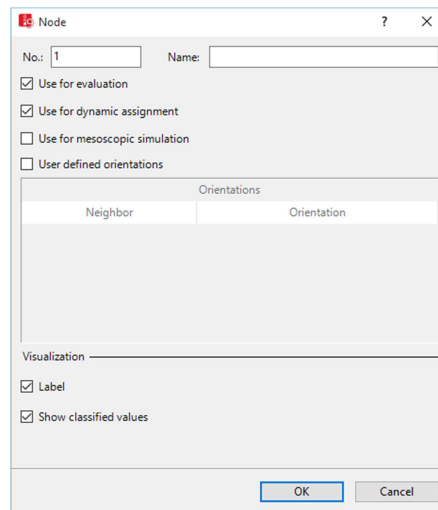 Node
?
No.: 1 Name:
Use for evaluation
Use for dynamic assignment
Use for mesoscopic simulation
User defined orientations
Orientations
Neighbor Orientation
Visualization
Label
Show classified values
OK Cancel